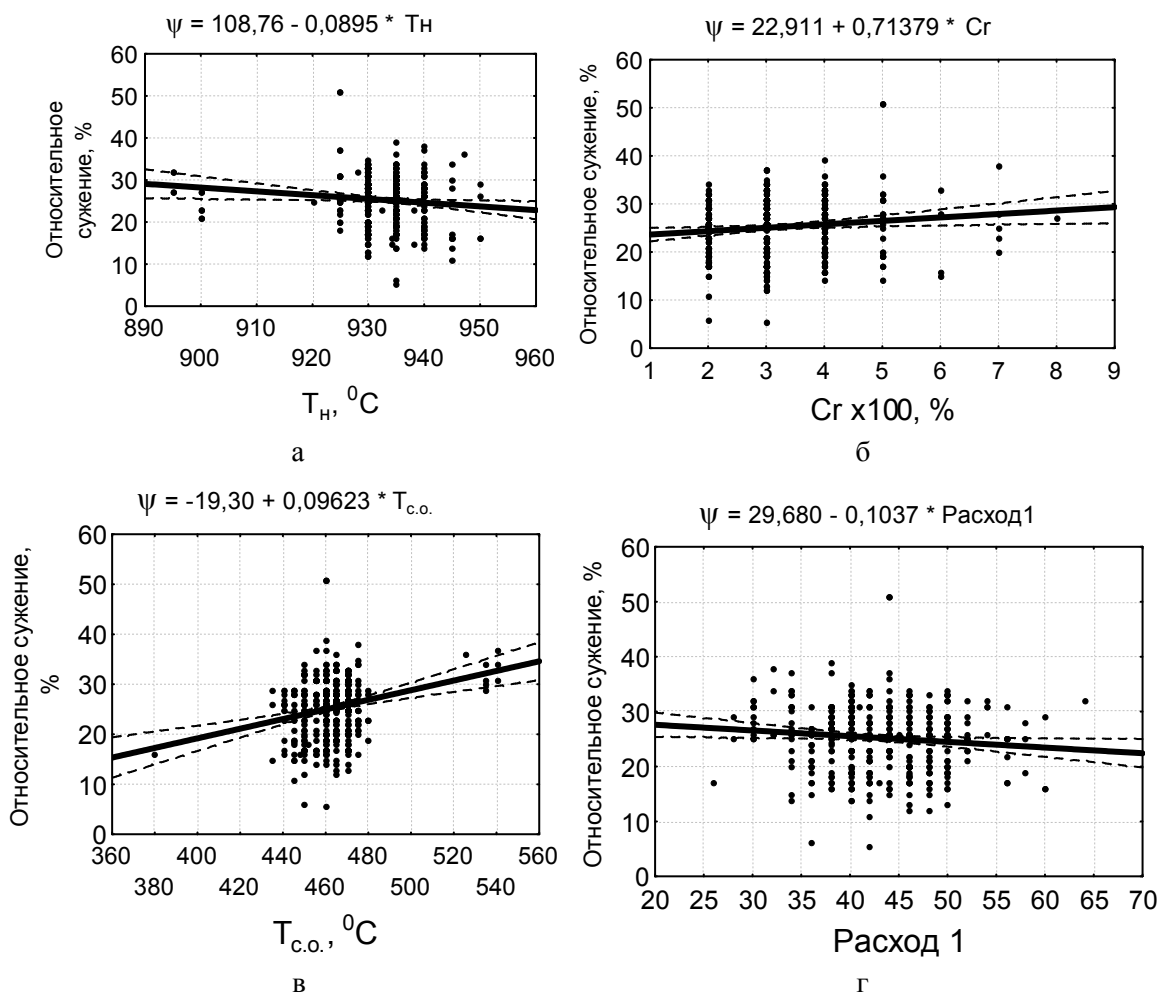 ψ = 108,76 - 0,0895 * Тн
Относительное
сужение, %
60
50
40
30
20
10
0
890
910
930
950
900
920
940
960
Tн, ⁰C
а
ψ = 22,911 + 0,71379 * Cr
Относительное сужение, %
60
50
40
30
20
10
0
1 2 3 4 5 6 7 8 9
Cr x100, %
б
ψ = -19,30 + 0,09623 * Tс.о.
Относительное сужение,
%
60
50
40
30
20
10
0
360 400 440 480 520 560
380 420 460 500 540
Tс.о., ⁰C
в
ψ = 29,680 - 0,1037 * Расход1
Относительное сужение, %
60
50
40
30
20
10
0
20 25 30 35 40 45 50 55 60 65 70
Расход 1
г